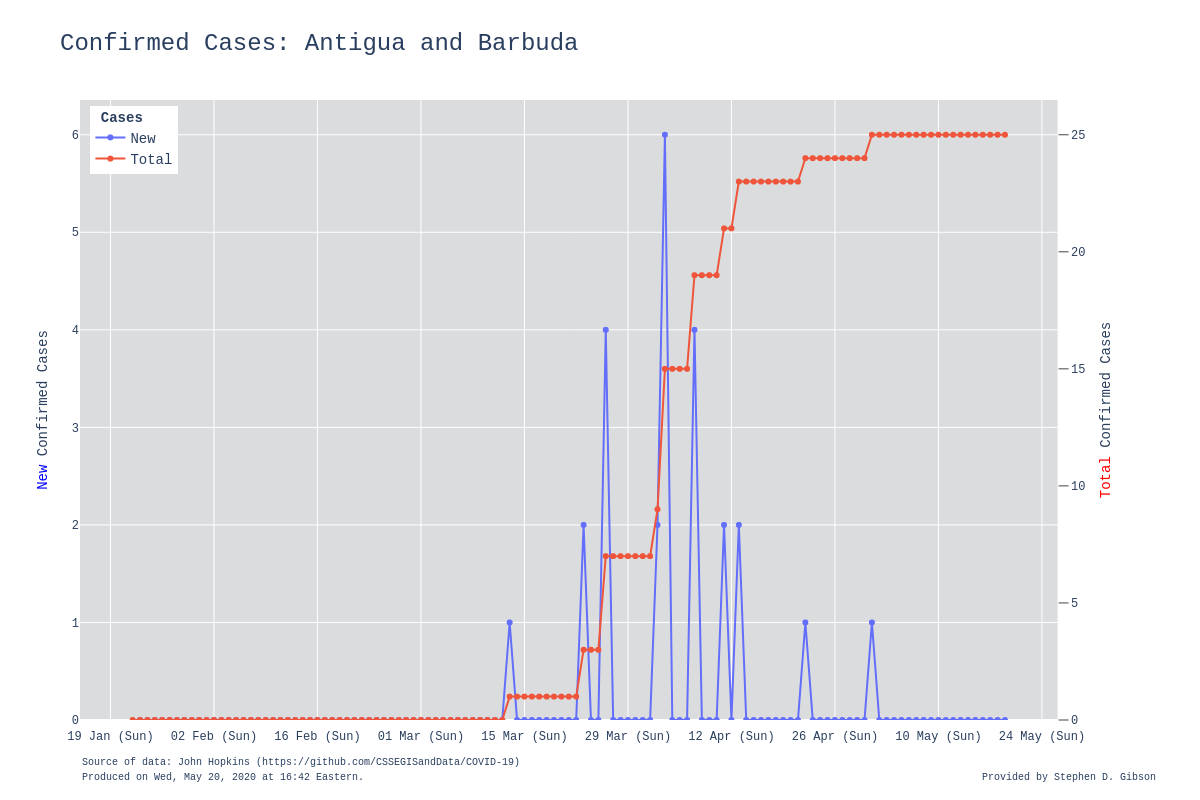 Confirmed Cases: Antigua and Barbuda
Cases
New
Total
6
5
4
3
2
1
0
New Confirmed Cases
25
20
15
10
5
0
Total Confirmed Cases
19 Jan (Sun) 02 Feb (Sun) 16 Feb (Sun) 01 Mar (Sun) 15 Mar (Sun) 29 Mar (Sun) 12 Apr (Sun) 26 Apr (Sun) 10 May (Sun) 24 May (Sun)
Source of data: John Hopkins (https://github.com/CSSEGISandData/COVID-19)
Produced on Wed, May 20, 2020 at 16:42 Eastern.
Provided by Stephen D. Gibson